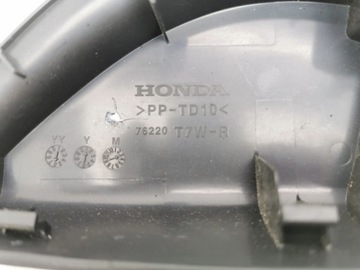 HONDA
>PP-TD10<
76220 T7W-R
YY Y M